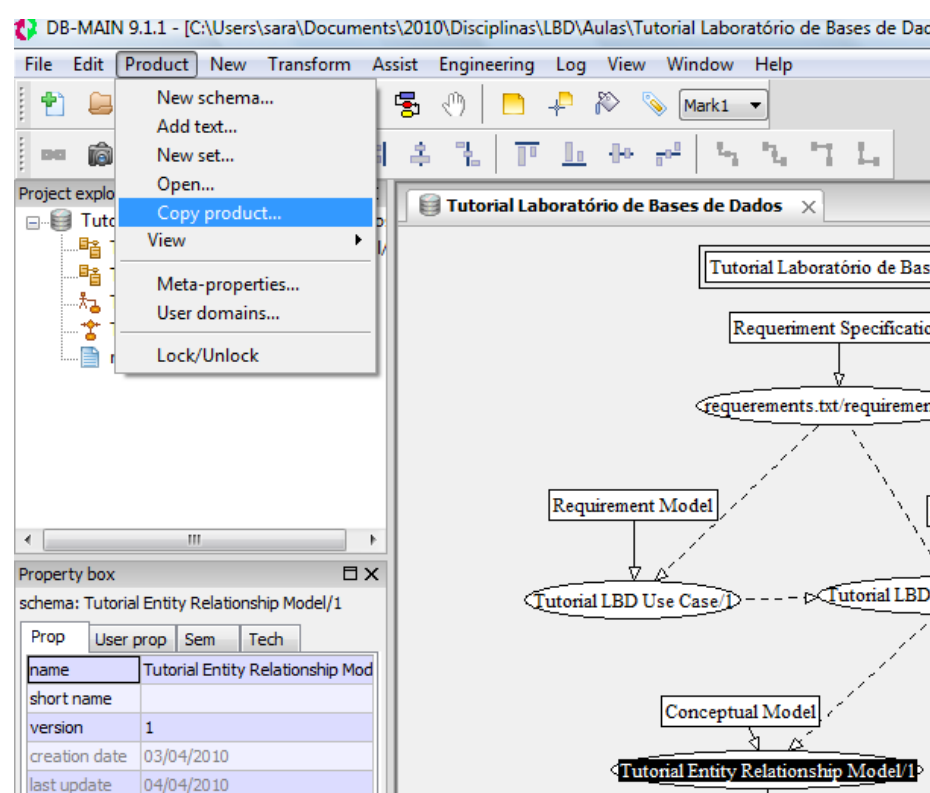 DB-MAIN 9.1.1 - [C:\Users\sara\Documents\2010\Disciplinas\LBD\Aulas\Tutorial Laboratório de Bases de Dad
File Edit Product New Transform Assist Engineering Log View Window Help
New schema...
Add text...
New set...
Open...
Copy product...
View
Meta-properties...
User domains...
Lock/Unlock
Mark1
Project explo
Tuto
Tutorial Laboratório de Bases de Dados
Tutorial Laboratório de Bas
Requeriment Specificatio
requerements.txt/requiremen
Requirement Model
Tutorial LBD Use Case/1
Tutorial LBD
Conceptual Model
Tutorial Entity Relationship Model/1
Property box
schema: Tutorial Entity Relationship Model/1
Prop User prop Sem Tech
name Tutorial Entity Relationship Mod
short name
version 1
creation date 03/04/2010
last update 04/04/2010